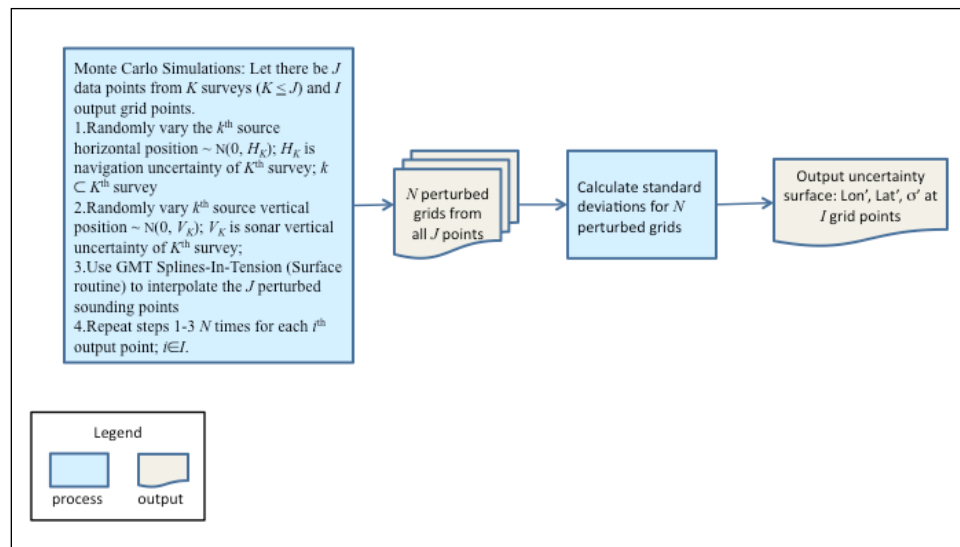 Monte Carlo Simulations: Let there be J
data points from K surveys (K ≤ J) and I
output grid points.
1.Randomly vary the kth source
horizontal position ~ N(0, HK); HK is
navigation uncertainty of Kth survey; k
⊂ Kth survey
2.Randomly vary kth source vertical
position ~ N(0, VK); VK is sonar vertical
uncertainty of Kth survey;
3.Use GMT Splines-In-Tension (Surface
routine) to interpolate the J perturbed
sounding points
4.Repeat steps 1-3 N times for each ith
output point; i∈I.
N perturbed
grids from
all J points
Calculate standard
deviations for N
perturbed grids
Output uncertainty
surface: Lon’, Lat’, σ’ at
I grid points
Legend
process
output